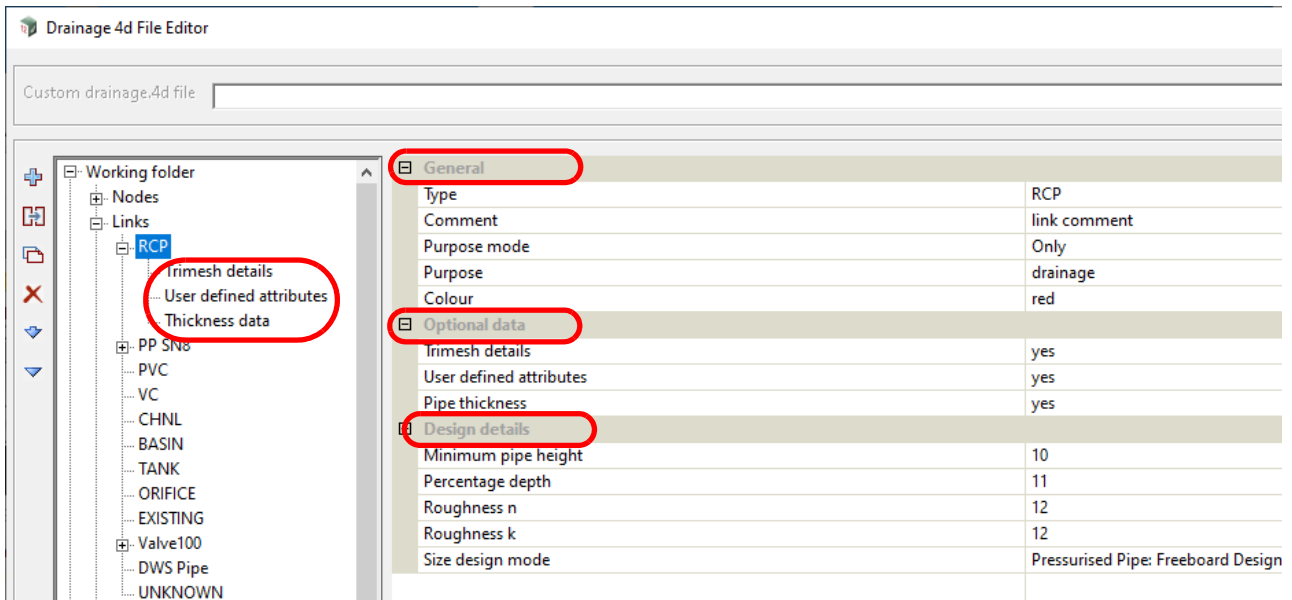 Drainage 4d File Editor
Custom drainage.4d file
Working folder
Nodes
Links
RCP
Trimesh details
User defined attributes
Thickness data
PP SN8
PVC
VC
CHNL
BASIN
TANK
ORIFICE
EXISTING
Valve100
DWS Pipe
UNKNOWN
General
Type RCP
Comment link comment
Purpose mode Only
Purpose drainage
Colour red
Optional data
Trimesh details yes
User defined attributes yes
Pipe thickness yes
Design details
Minimum pipe height 10
Percentage depth 11
Roughness n 12
Roughness k 12
Size design mode Pressurised Pipe: Freeboard Design